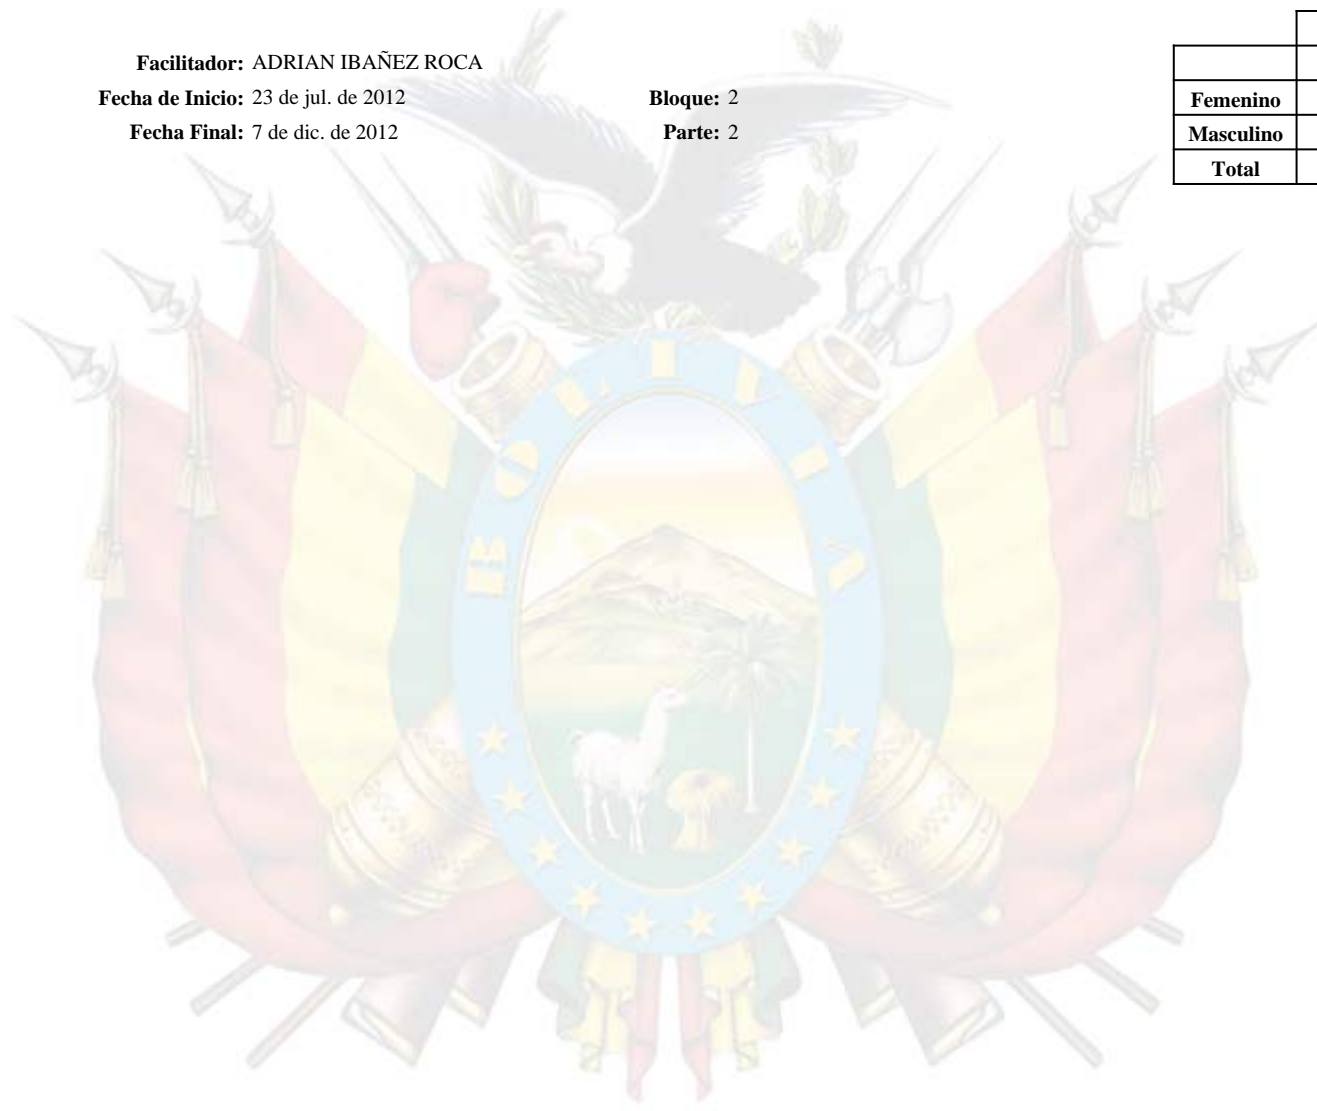 Facilitador: ADRIAN IBAÑEZ ROCA
Fecha de Inicio: 23 de jul. de 2012 Bloque: 2
Fecha Final: 7 de dic. de 2012 Parte: 2
Femenino
Masculino
Total
BOLIVIA